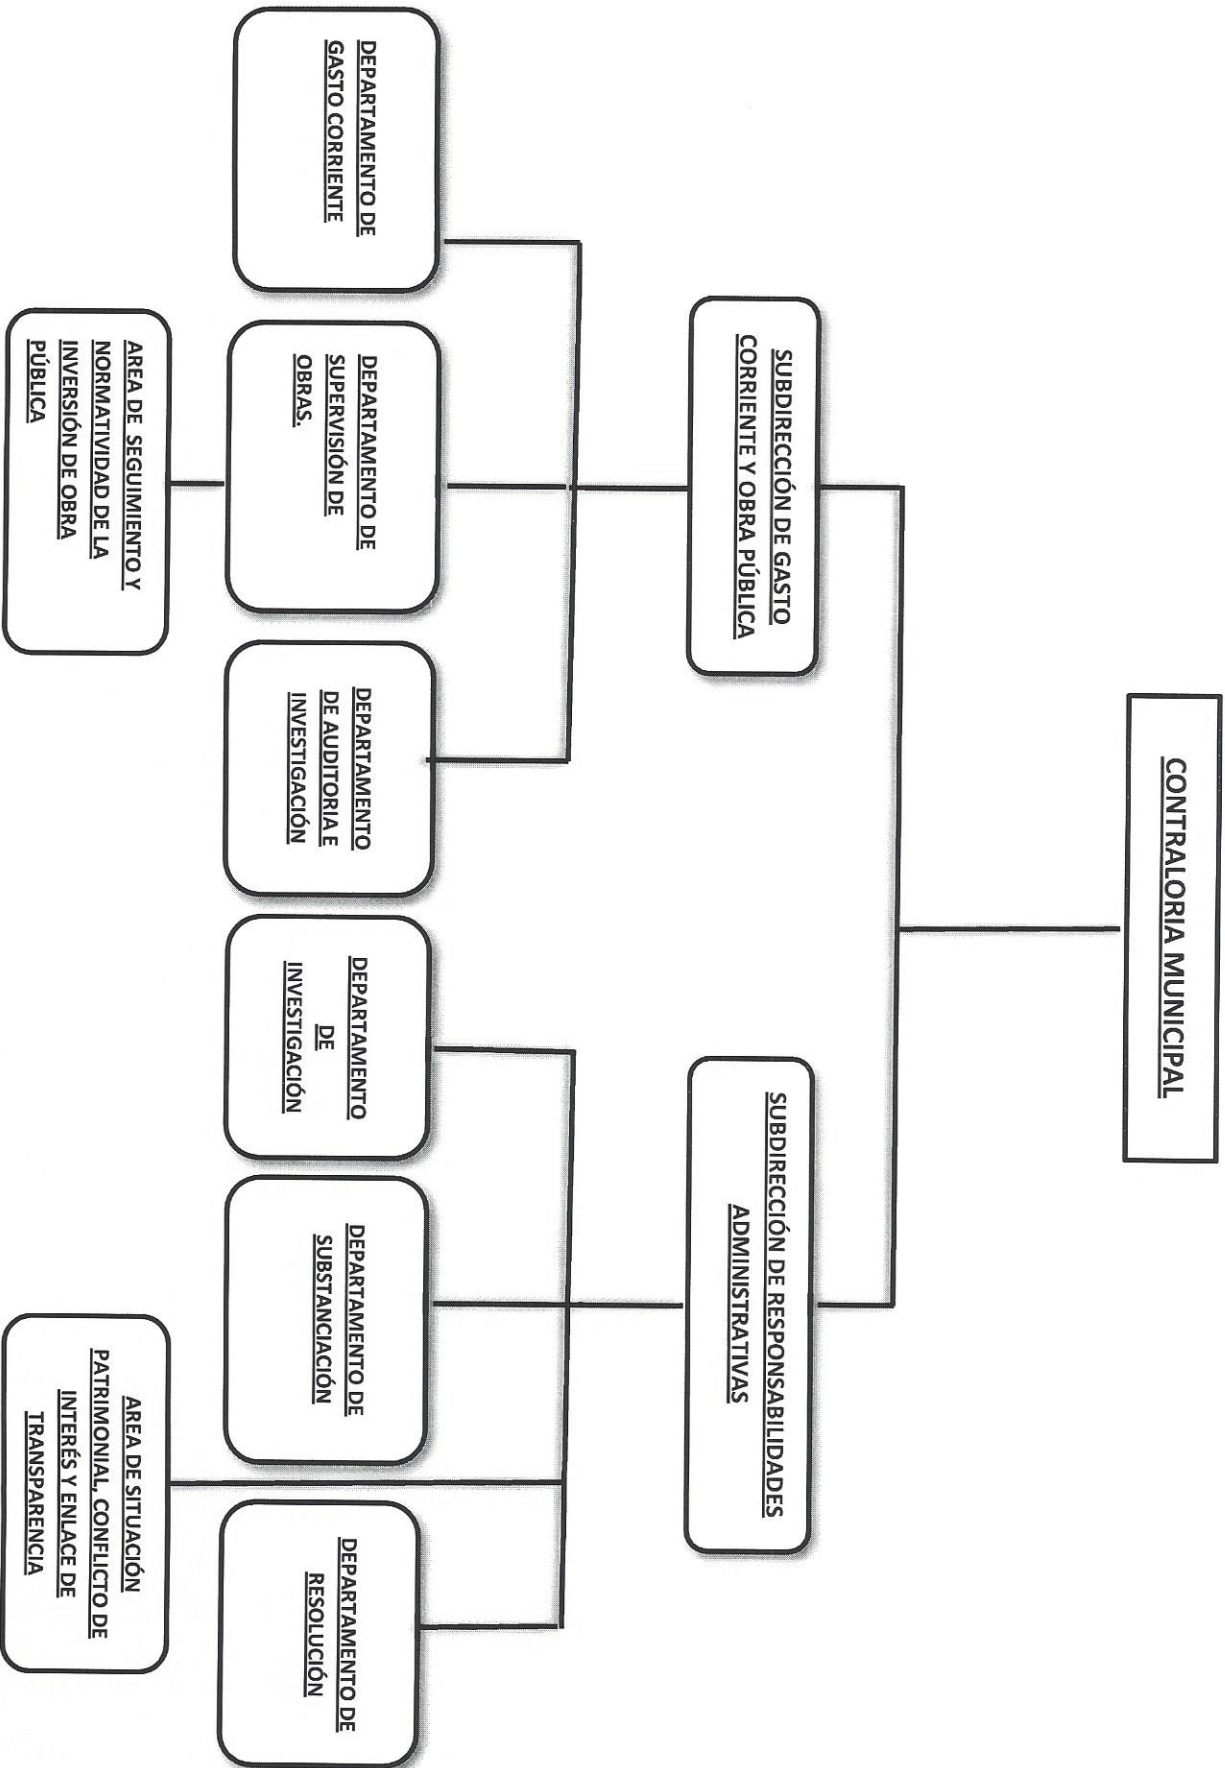 CONTRALORIA MUNICIPAL
SUBDIRECCIÓN DE GASTO
CORRIENTE Y OBRA PÚBLICA
SUBDIRECCIÓN DE RESPONSABILIDADES
ADMINISTRATIVAS
DEPARTAMENTO DE
GASTO CORRIENTE
DEPARTAMENTO DE
SUPERVISIÓN DE
OBRAS.
DEPARTAMENTO
DE AUDITORIA E
INVESTIGACIÓN
DEPARTAMENTO
DE
INVESTIGACIÓN
DEPARTAMENTO DE
SUBSTANCIACIÓN
DEPARTAMENTO DE
RESOLUCIÓN
AREA DE SEGUIMIENTO Y
NORMATIVIDAD DE LA
INVERSIÓN DE OBRA
PÚBLICA
AREA DE SITUACIÓN
PATRIMONIAL, CONFLICTO DE
INTERÉS Y ENLACE DE
TRANSPARENCIA